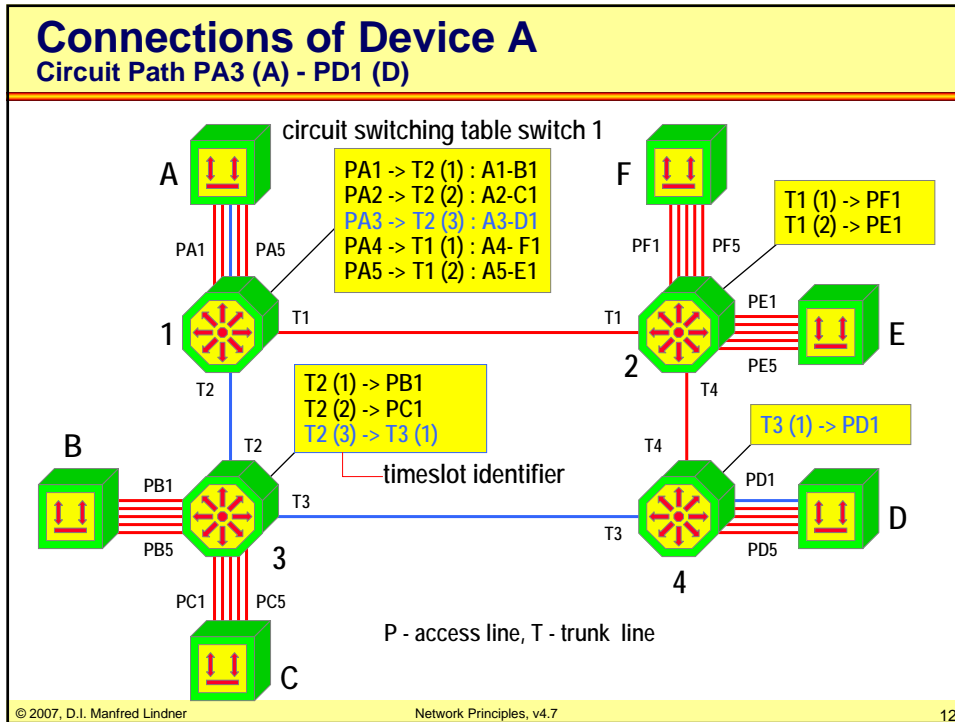 Connections of Device A
Circuit Path PA3 (A) - PD1 (D)
circuit switching table switch 1
A
PA1 -> T2 (1) : A1-B1
PA2 -> T2 (2) : A2-C1
PA3 -> T2 (3) : A3-D1
PA4 -> T1 (1) : A4- F1
PA5 -> T1 (2) : A5-E1
F
T1 (1) -> PF1
T1 (2) -> PE1
PA1
PA5
PF1
PF5
1
T1
T1
2
PE1
PE5
E
T2
T4
T2 (1) -> PB1
T2 (2) -> PC1
T2 (3) -> T3 (1)
timeslot identifier
T3 (1) -> PD1
B
T2
T4
PB1
PB5
3
T3
T3
4
PD1
PD5
D
PC1
PC5
C
P - access line, T - trunk line
© 2007, D.I. Manfred Lindner
Network Principles, v4.7
12